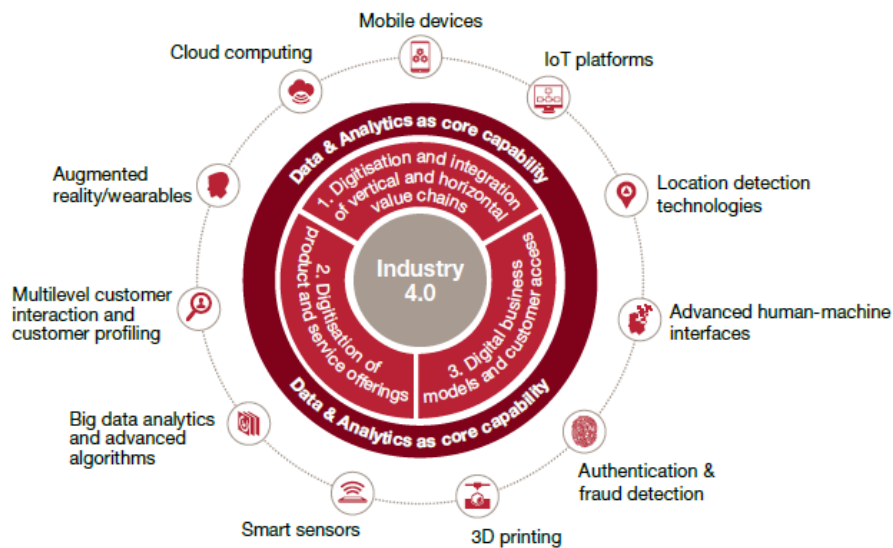 Mobile devices
Cloud computing
IoT platforms
Augmented
reality/wearables
Location detection
technologies
Multilevel customer
interaction and
customer profiling
Advanced human-machine
interfaces
Big data analytics
and advanced
algorithms
Authentication &
fraud detection
Smart sensors
3D printing
Data & Analytics as core capability
1. Digitisation and integration
of vertical and horizontal
value chains
2. Digitisation of
product and service offerings
3. Digital business
models and customer access
Industry
4.0
Data & Analytics as core capability